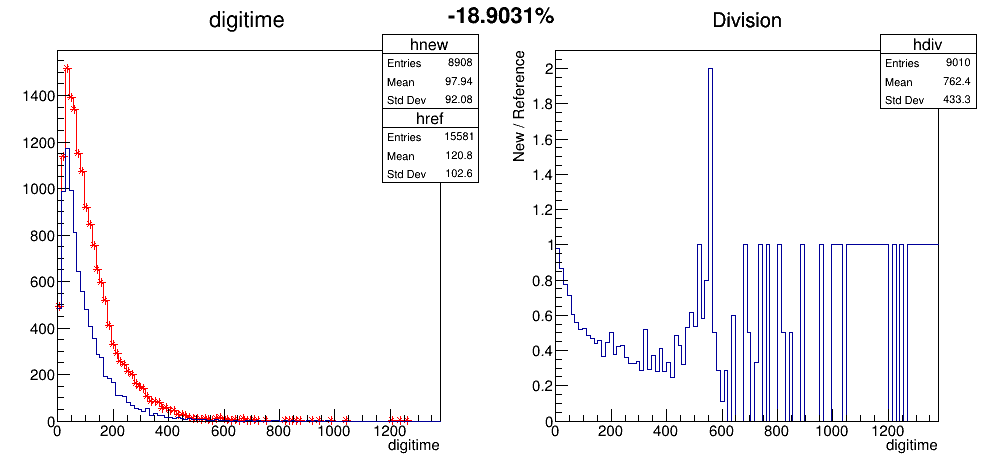 -18.9031%
digitime
hnew
Entries 8908
Mean 97.94
Std Dev 92.08
href
Entries 15581
Mean 120.8
Std Dev 102.6
1400
1200
1000
800
600
400
200
0
0 200 400 600 800 1000 1200
digitime
Division
hdiv
Entries 9010
Mean 762.4
Std Dev 433.3
New / Reference
2
1.8
1.6
1.4
1.2
1
0.8
0.6
0.4
0.2
0
0 200 400 600 800 1000 1200
digitime